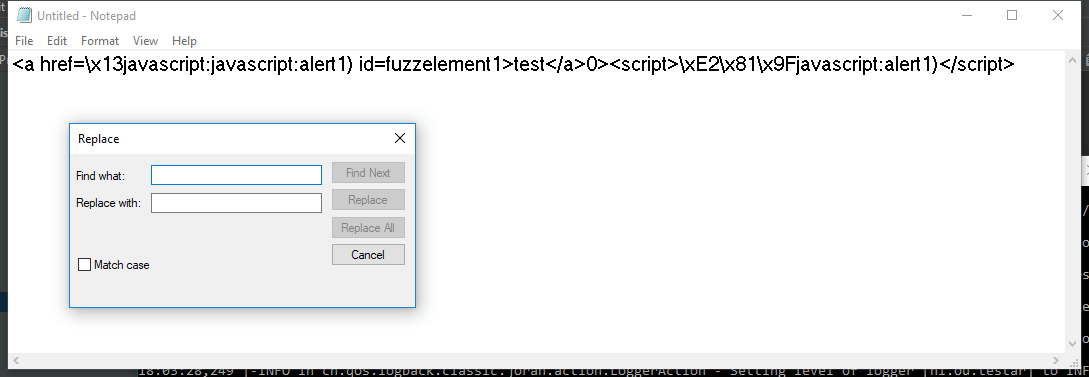 Untitled - Notepad
File Edit Format View Help
<a href=\x13javascript:javascript:alert1) id=fuzzelement1>test</a>0><script>\xE2\x81\x9Fjavascript:alert1)</script>
Replace
Find what:
Find Next
Replace with:
Replace
Replace All
Cancel
Match case
18:03:28,249 |-INFO in ch.qos.logback.classic.joran.action.LoggerAction - Setting level of logger [nl.ou.testar] to INF